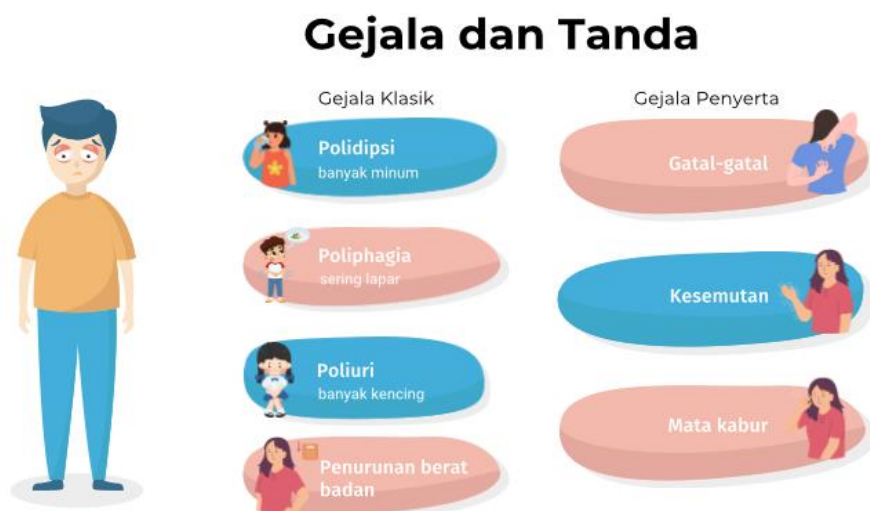 Gejala dan Tanda
Gejala Klasik
Polidipsi
banyak minum
Poliphagia
sering lapar
Poliuri
banyak kencing
Penurunan berat
badan
Gejala Penyerta
Gatal-gatal
Kesemutan
Mata kabur